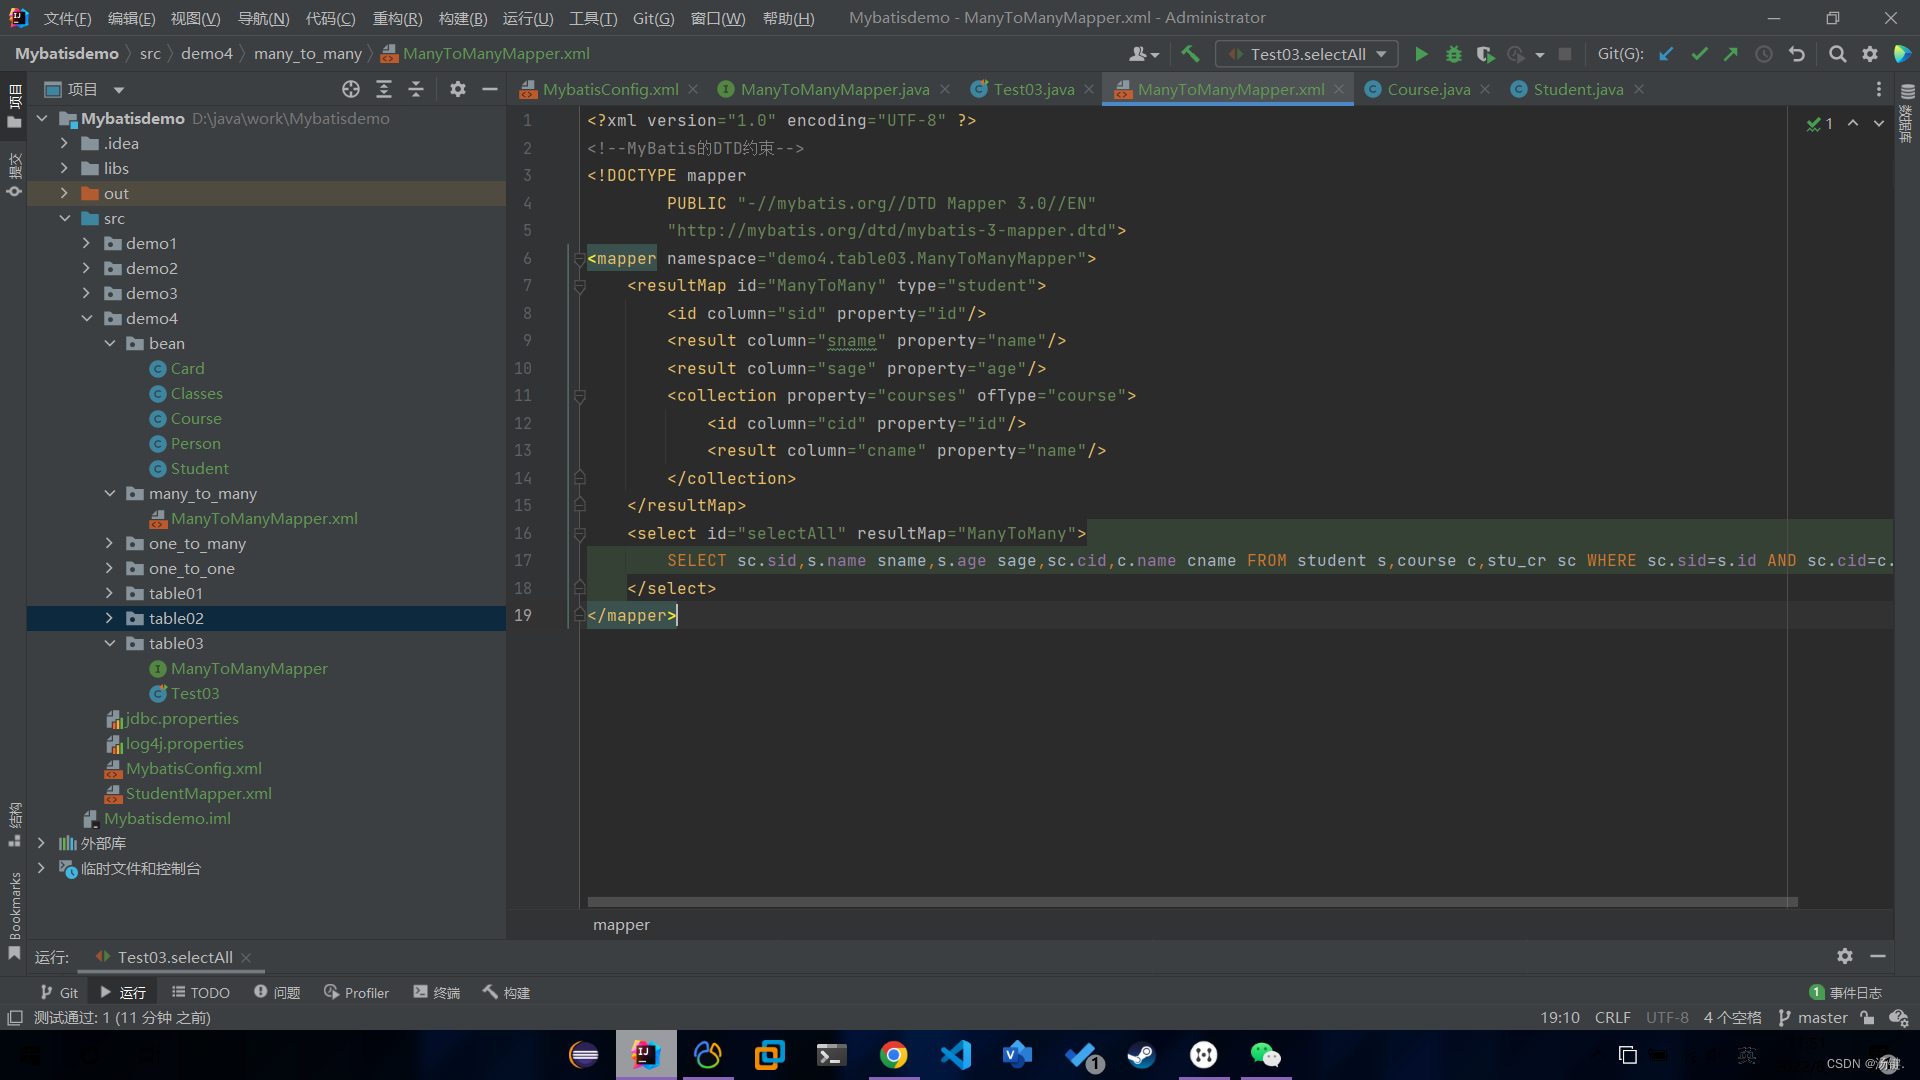 文件(F) 编辑(E) 视图(V) 导航(N) 代码(C) 重构(R) 构建(B) 运行(U) 工具(T) Git(G) 窗口(W) 帮助(H) Mybatisdemo - ManyToManyMapper.xml - Administrator
Mybatisdemo src demo4 many_to_many ManyToManyMapper.xml Test03.selectAll Git(G):
项目 MybatisConfig.xml ManyToManyMapper.java Test03.java ManyToManyMapper.xml Course.java Student.java
项目
提交
结构
Bookmarks
数据库
Mybatisdemo D:\java\work\Mybatisdemo
.idea
libs
out
src
demo1
demo2
demo3
demo4
bean
Card
Classes
Course
Person
Student
many_to_many
ManyToManyMapper.xml
one_to_many
one_to_one
table01
table02
table03
ManyToManyMapper
Test03
jdbc.properties
log4j.properties
MybatisConfig.xml
StudentMapper.xml
Mybatisdemo.iml
外部库
临时文件和控制台
1 <?xml version="1.0" encoding="UTF-8" ?>
2 <!--MyBatis的DTD约束-->
3 <!DOCTYPE mapper
4 PUBLIC "-//mybatis.org//DTD Mapper 3.0//EN"
5 "http://mybatis.org/dtd/mybatis-3-mapper.dtd">
6 <mapper namespace="demo4.table03.ManyToManyMapper">
7 <resultMap id="ManyToMany" type="student">
8 <id column="sid" property="id"/>
9 <result column="sname" property="name"/>
10 <result column="sage" property="age"/>
11 <collection property="courses" ofType="course">
12 <id column="cid" property="id"/>
13 <result column="cname" property="name"/>
14 </collection>
15 </resultMap>
16 <select id="selectAll" resultMap="ManyToMany">
17 SELECT sc.sid,s.name sname,s.age sage,sc.cid,c.name cname FROM student s,course c,stu_cr sc WHERE sc.sid=s.id AND sc.cid=c.
18 </select>
19 </mapper>
1
mapper
运行: Test03.selectAll
Git 运行 TODO 问题 Profiler 终端 构建 1 事件日志
测试通过: 1 (11 分钟 之前) 19:10 CRLF UTF-8 4 个空格 master
1
英
CSDN @汤键.